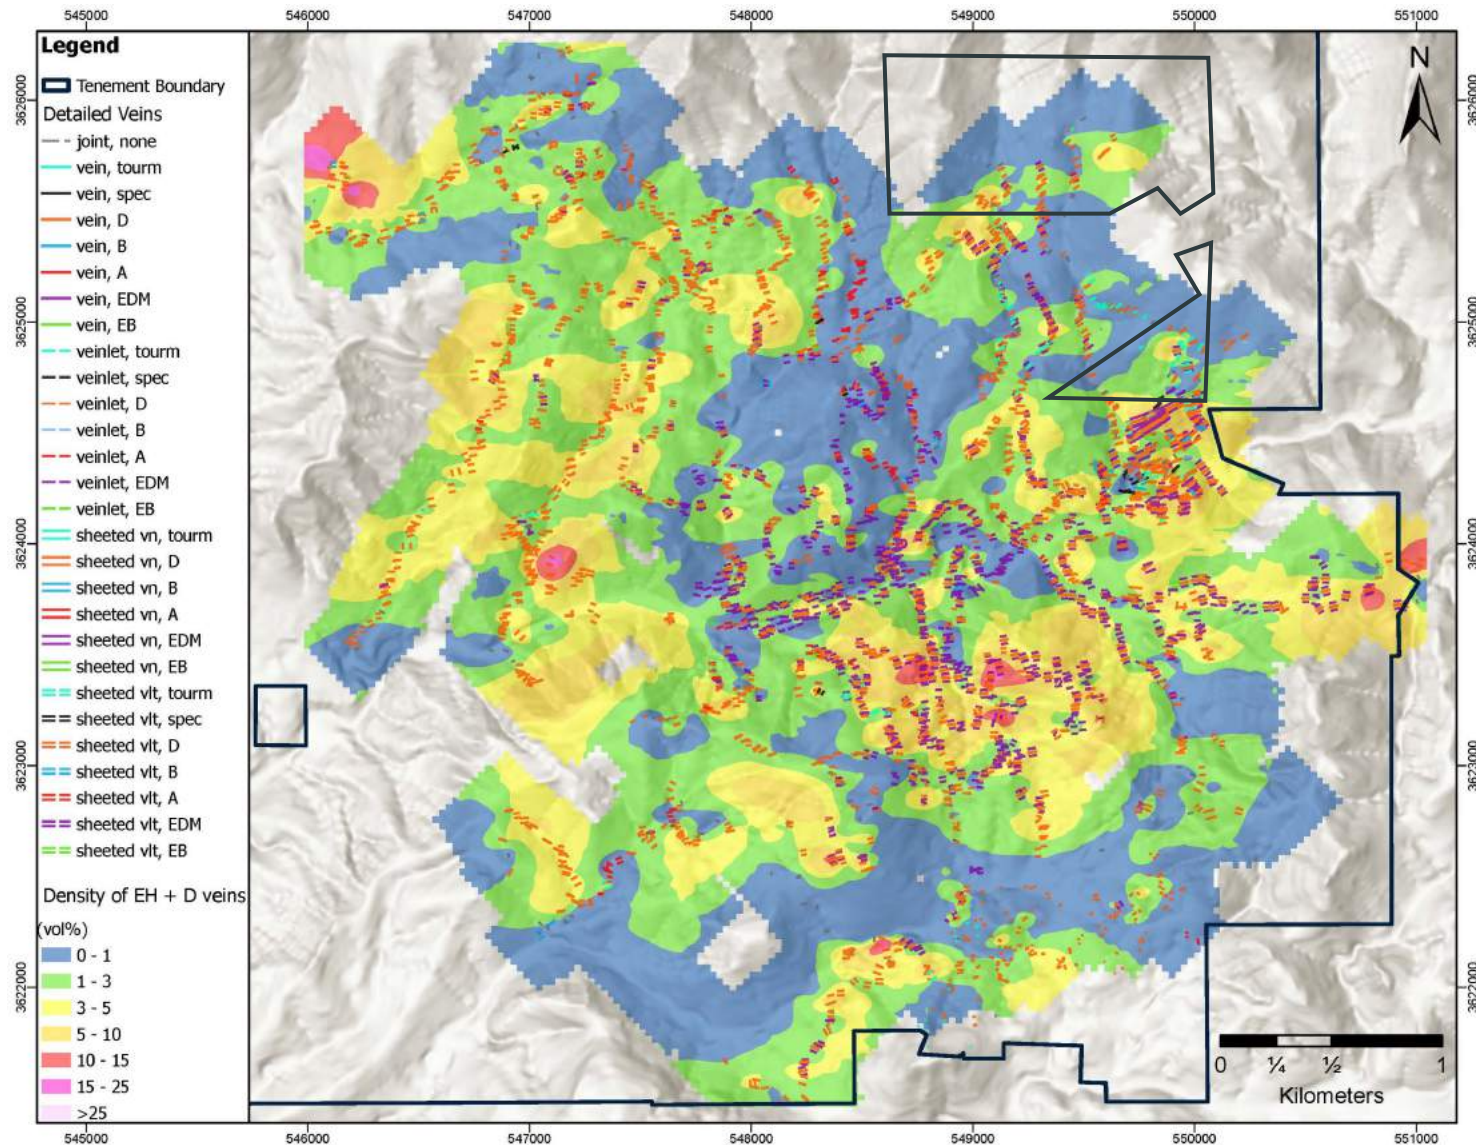 545000 546000 547000 548000 549000 550000 551000
Legend
Tenement Boundary
Detailed Veins
joint, none
vein, tourm
vein, spec
vein, D
vein, B
vein, A
vein, EDM
vein, EB
veinlet, tourm
veinlet, spec
veinlet, D
veinlet, B
veinlet, A
veinlet, EDM
veinlet, EB
sheeted vn, tourm
sheeted vn, D
sheeted vn, B
sheeted vn, A
sheeted vn, EDM
sheeted vn, EB
sheeted vlt, tourm
sheeted vlt, spec
sheeted vlt, D
sheeted vlt, B
sheeted vlt, A
sheeted vlt, EDM
sheeted vlt, EB
Density of EH + D veins
(vol%)
0 - 1
1 - 3
3 - 5
5 - 10
10 - 15
15 - 25
>25
3626000
3625000
3624000
3623000
3622000
N
3626000
3625000
3624000
3623000
3622000
0 ¼ ½ 1
Kilometers
545000 546000 547000 548000 549000 550000 551000